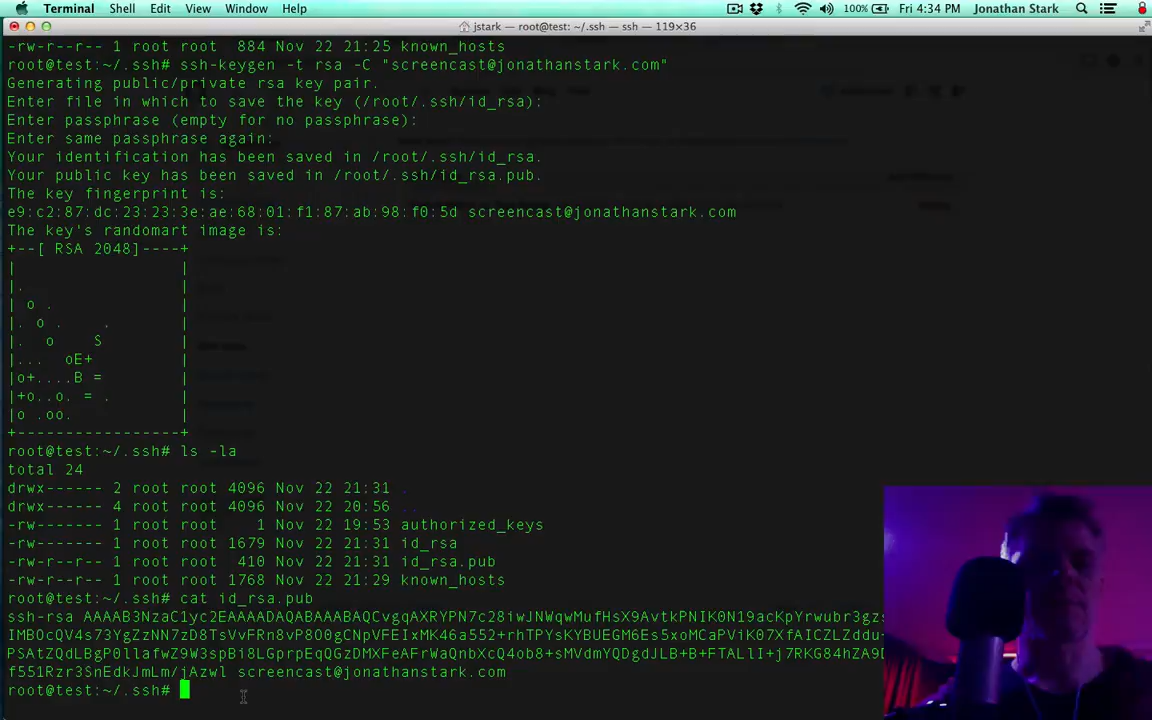 Terminal Shell Edit View Window Help 100% Fri 4:34 PM Jonathan Stark
jstark — root@test: ~/.ssh — ssh — 119×36
-rw-r--r-- 1 root root 884 Nov 22 21:25 known_hosts
root@test:~/.ssh# ssh-keygen -t rsa -C "screencast@jonathanstark.com"
Generating public/private rsa key pair.
Enter file in which to save the key (/root/.ssh/id_rsa):
Enter passphrase (empty for no passphrase):
Enter same passphrase again:
Your identification has been saved in /root/.ssh/id_rsa.
Your public key has been saved in /root/.ssh/id_rsa.pub.
The key fingerprint is:
e9:c2:87:dc:23:23:3e:ae:68:01:f1:87:ab:98:f0:5d screencast@jonathanstark.com
The key's randomart image is:
+--[ RSA 2048]----+
|                 |
|.                |
| o .             |
|. o .     .      |
|.  o    S        |
|...  oE+         |
|o+....B =        |
|+o..o. = .       |
|o .oo.           |
+-----------------+
root@test:~/.ssh# ls -la
total 24
drwx------ 2 root root 4096 Nov 22 21:31 .
drwx------ 4 root root 4096 Nov 22 20:56 ..
-rw------- 1 root root 1 Nov 22 19:53 authorized_keys
-rw------- 1 root root 1679 Nov 22 21:31 id_rsa
-rw-r--r-- 1 root root 410 Nov 22 21:31 id_rsa.pub
-rw-r--r-- 1 root root 1768 Nov 22 21:29 known_hosts
root@test:~/.ssh# cat id_rsa.pub
ssh-rsa AAAAB3NzaC1yc2EAAAADAQABAAABAQCvgqAXRYPN7c28iwJNWqwMufHsX9AvtkPNIK0N19acKpYrwubr3gzs
IMBOcQV4s73YgZzNN7zD8TsVvFRn8vP8O0gCNpVFEIxMK46a552+rhTPYsKYBUEGM6Es5xoMCaPViK07XfAICZLZddu
PSAtZQdLBgP0llafwZ9W3spBi8LGprpEqQGzDMXFeAFrWaQnbXcQ4ob8+sMVdmYQDgdJLB+B+FTALlI+j7RKG84hZA9
f551Rzr3SnEdkJmLm/jAzwl screencast@jonathanstark.com
root@test:~/.ssh#